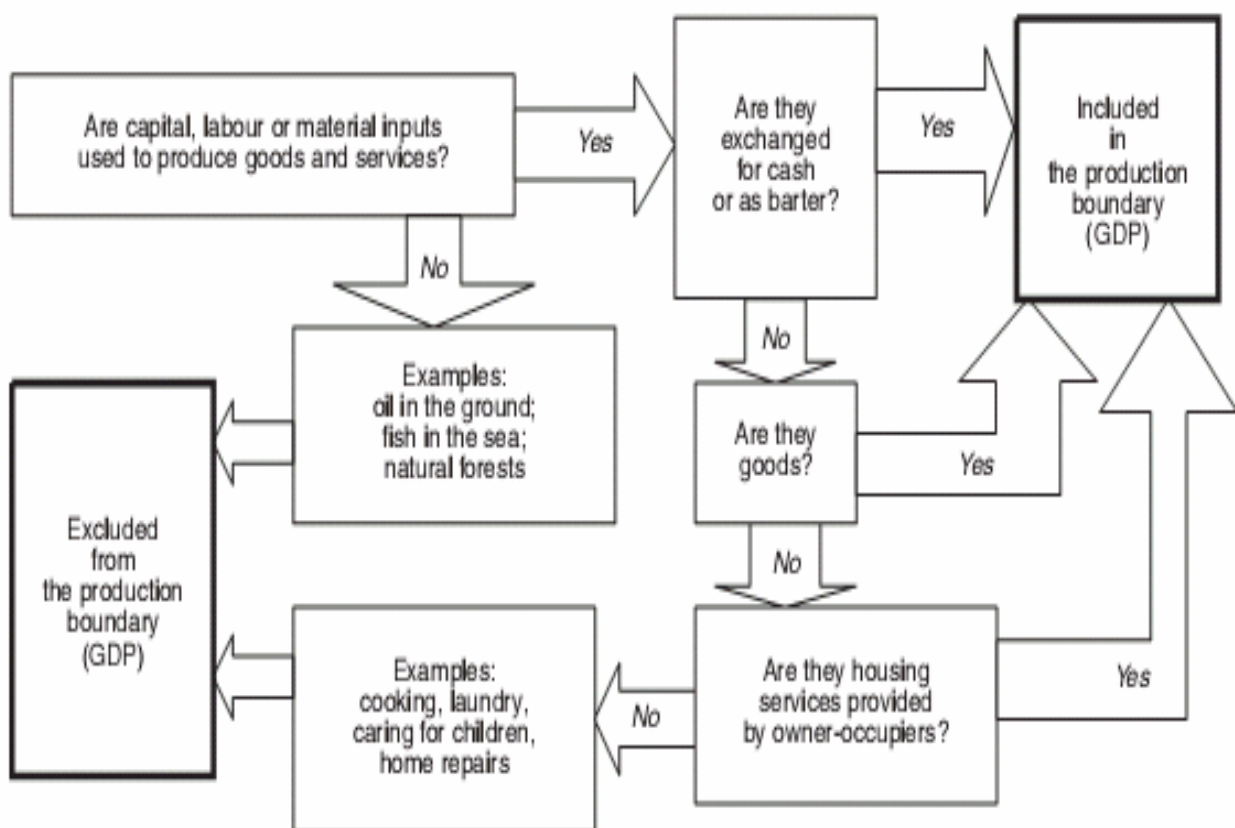 Are capital, labour or material inputs
used to produce goods and services?
Yes
Are they
exchanged
for cash
or as barter?
Yes
Included
in
the production
boundary
(GDP)
No
Examples:
oil in the ground;
fish in the sea;
natural forests
No
Are they
goods?
Yes
Excluded
from
the production
boundary
(GDP)
No
Examples:
cooking, laundry,
caring for children,
home repairs
No
Are they housing
services provided
by owner-occupiers?
Yes